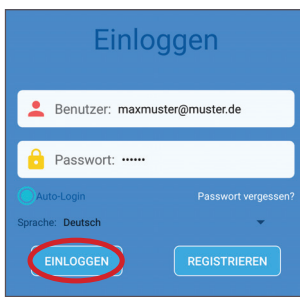 Einloggen
Benutzer: maxmuster@muster.de
Passwort: ••••••
Auto-Login Passwort vergessen?
Sprache: Deutsch
EINLOGGEN REGISTRIEREN